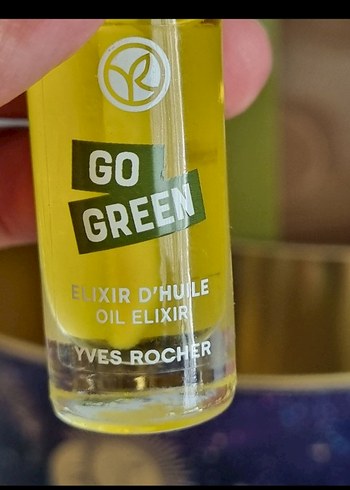 GO
GREEN
ELIXIR D'HUILE
OIL ELIXIR
YVES ROCHER